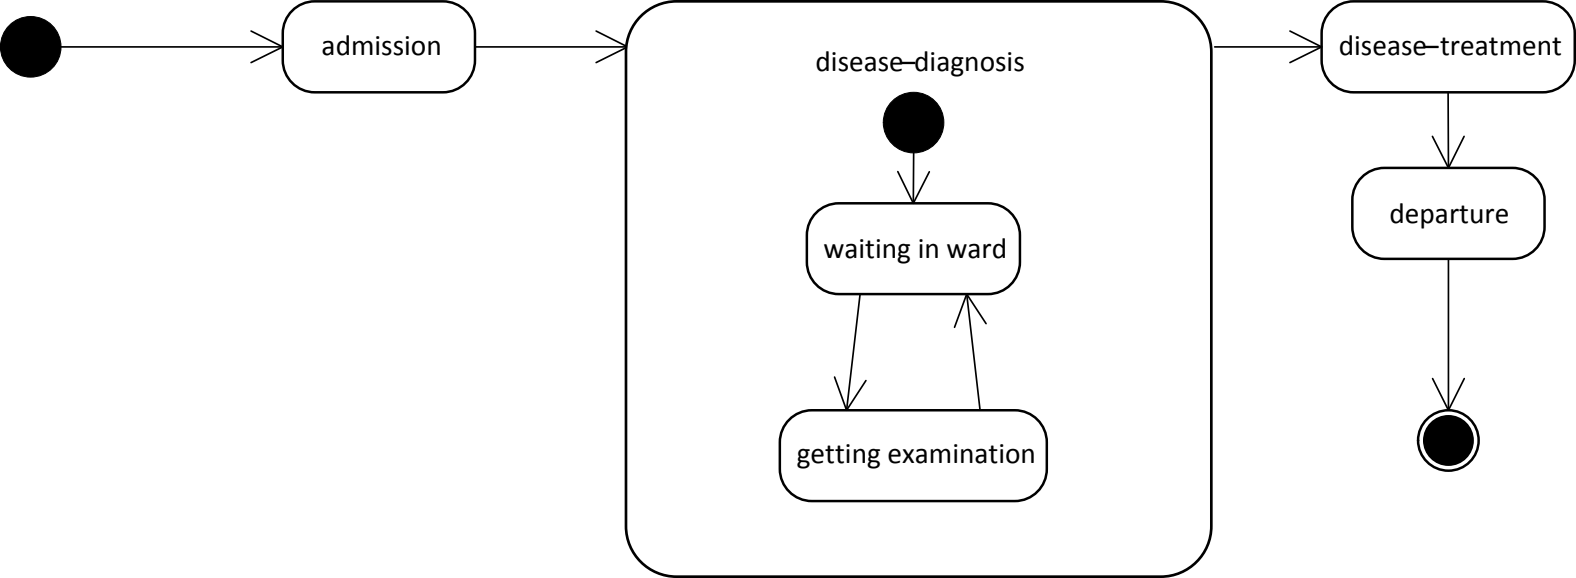 admission
disease–diagnosis
waiting in ward
getting examination
disease–treatment
departure